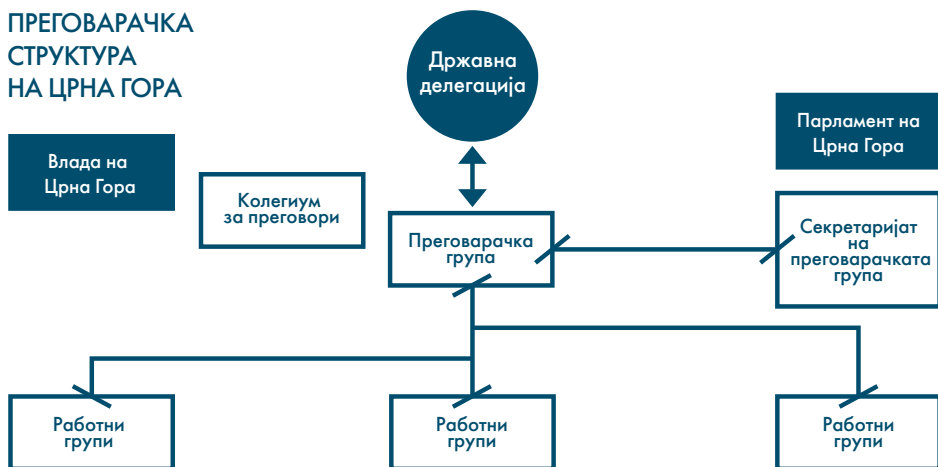 ПРЕГОВАРАЧКА
СТРУКТУРА
НА ЦРНА ГОРА
Државна
делегација
Влада на
Црна Гора
Колегиум
за преговори
Преговарачка
група
Парламент на
Црна Гора
Секретаријат
на
преговарачката
група
Работни
групи
Работни
групи
Работни
групи